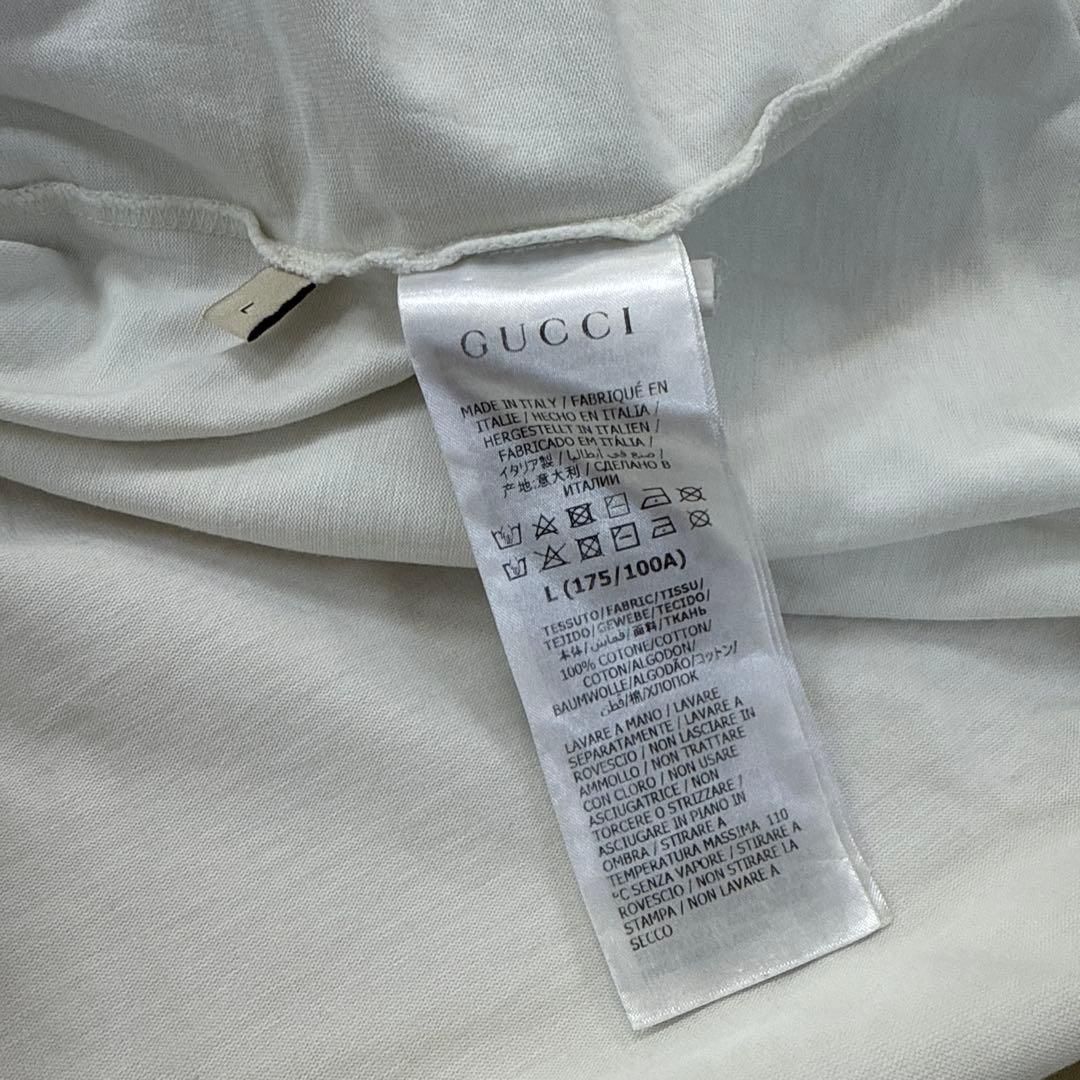 L
GUCCI
MADE IN ITALY / FABRIQUÉ EN
ITALIE / HECHO EN ITALIA /
HERGESTELLT IN ITALIEN /
FABRICADO EM ITÁLIA /
イタリア製 / صنع في إيطاليا /
产地:意大利 / СДЕЛАНО В
ИТАЛИИ
L (175/100A)
TESSUTO/FABRIC/TISSU/
TEJIDO/GEWEBE/TECIDO/
本体/قماش/面料/ТКАНЬ
100% COTONE/COTTON/
COTON/ALGODON/
BAUMWOLLE/ALGODÃO/コットン/
قطن/棉/ХЛОПОК
LAVARE A MANO / LAVARE
SEPARATAMENTE / LAVARE A
ROVESCIO / NON LASCIARE IN
AMMOLLO / NON TRATTARE
CON CLORO / NON USARE
ASCIUGATRICE / NON
TORCERE O STRIZZARE /
ASCIUGARE IN PIANO IN
OMBRA / STIRARE A
TEMPERATURA MASSIMA 110
°C SENZA VAPORE / STIRARE A
ROVESCIO / NON STIRARE LA
STAMPA / NON LAVARE A
SECCO